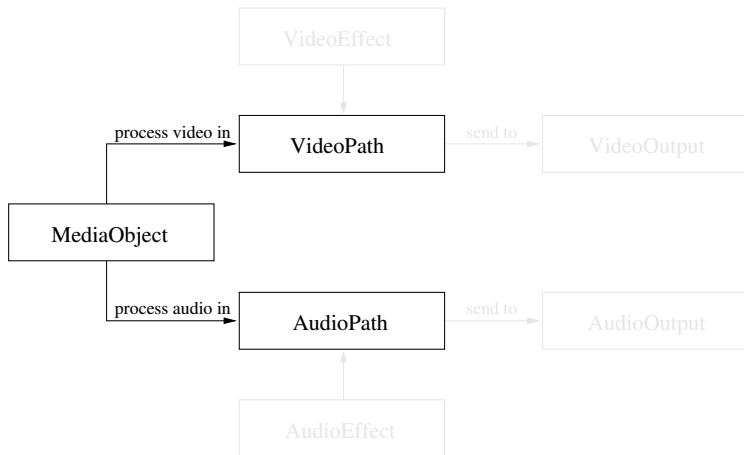 VideoEffect
process video in
VideoPath
send to
VideoOutput
MediaObject
process audio in
AudioPath
send to
AudioOutput
AudioEffect